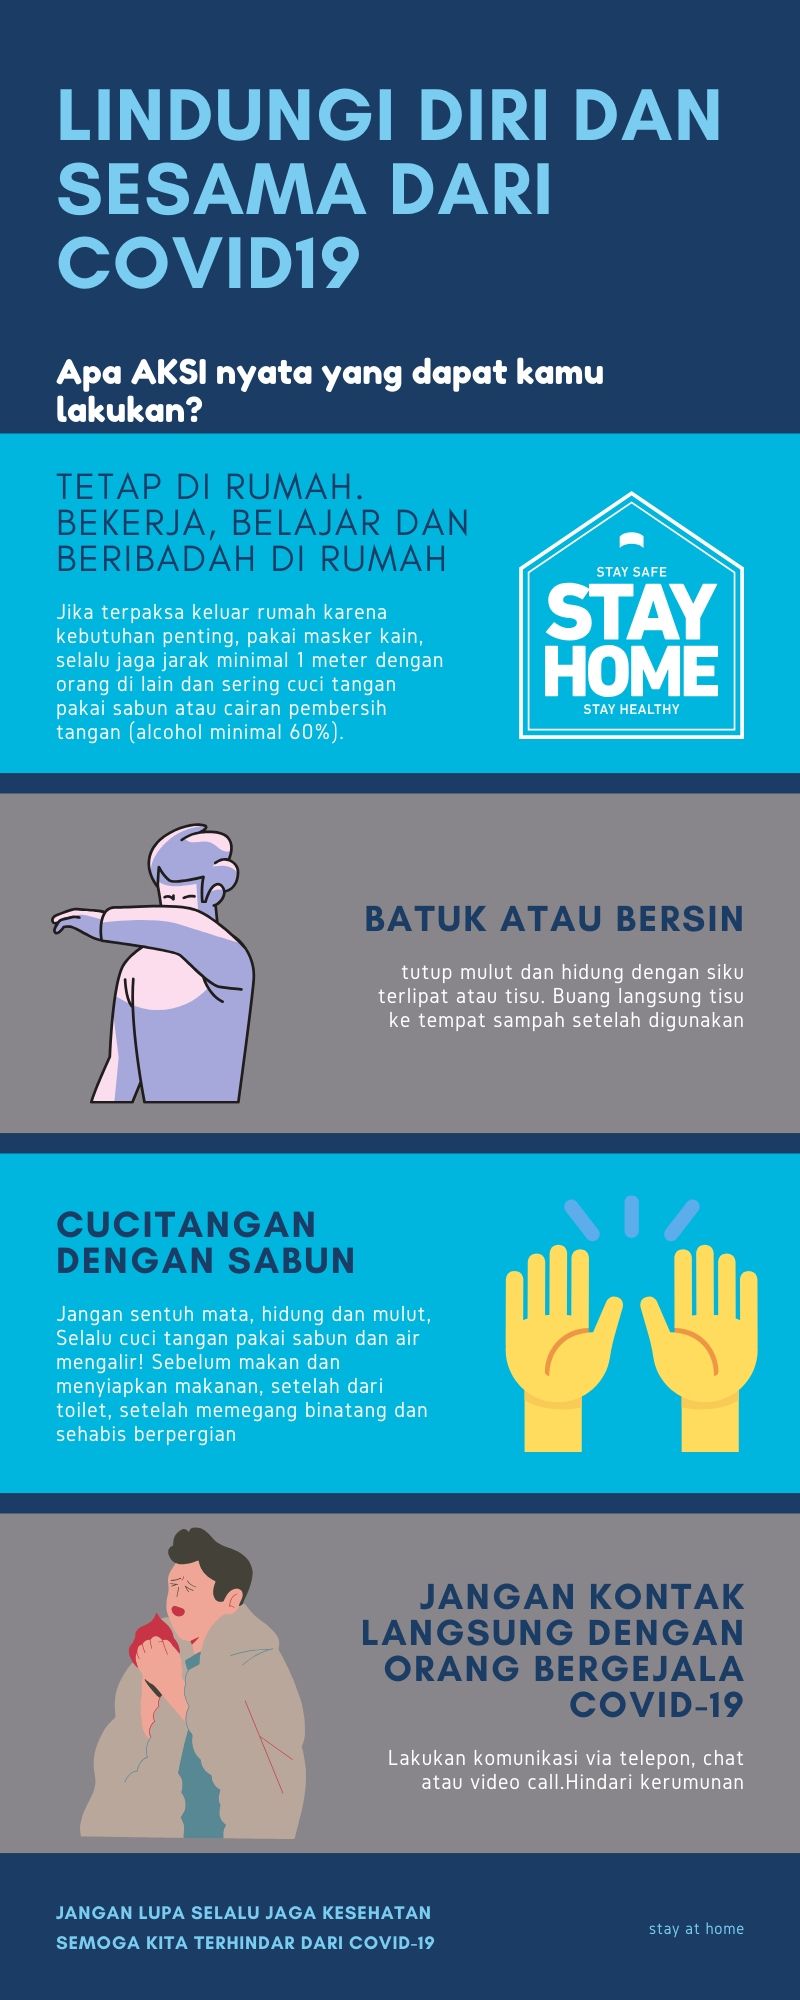 LINDUNGI DIRI DAN
SESAMA DARI
COVID19
Apa AKSI nyata yang dapat kamu
lakukan?
TETAP DI RUMAH.
BEKERJA, BELAJAR DAN
BERIBADAH DI RUMAH
Jika terpaksa keluar rumah karena
kebutuhan penting, pakai masker kain,
selalu jaga jarak minimal 1 meter dengan
orang di lain dan sering cuci tangan
pakai sabun atau cairan pembersih
tangan (alcohol minimal 60%).
STAY SAFE
STAY
HOME
STAY HEALTHY
BATUK ATAU BERSIN
tutup mulut dan hidung dengan siku
terlipat atau tisu. Buang langsung tisu
ke tempat sampah setelah digunakan
CUCITANGAN
DENGAN SABUN
Jangan sentuh mata, hidung dan mulut,
Selalu cuci tangan pakai sabun dan air
mengalir! Sebelum makan dan
menyiapkan makanan, setelah dari
toilet, setelah memegang binatang dan
sehabis berpergian
JANGAN KONTAK
LANGSUNG DENGAN
ORANG BERGEJALA
COVID-19
Lakukan komunikasi via telepon, chat
atau video call.Hindari kerumunan
JANGAN LUPA SELALU JAGA KESEHATAN
SEMOGA KITA TERHINDAR DARI COVID-19
stay at home